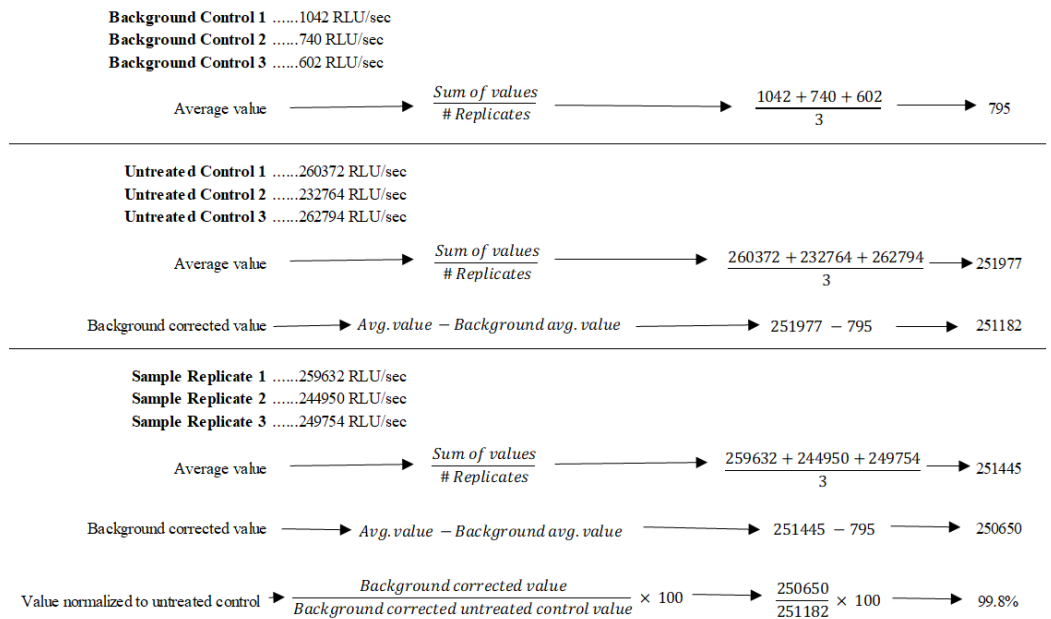 Background Control 1 ......1042 RLU/sec
Background Control 2 ......740 RLU/sec
Background Control 3 ......602 RLU/sec
Average value Sum of values / # Replicates 1042 + 740 + 602 / 3 795
Untreated Control 1 ......260372 RLU/sec
Untreated Control 2 ......232764 RLU/sec
Untreated Control 3 ......262794 RLU/sec
Average value Sum of values / # Replicates 260372 + 232764 + 262794 / 3 251977
Background corrected value Avg. value − Background avg. value 251977 − 795 251182
Sample Replicate 1 ......259632 RLU/sec
Sample Replicate 2 ......244950 RLU/sec
Sample Replicate 3 ......249754 RLU/sec
Average value Sum of values / # Replicates 259632 + 244950 + 249754 / 3 251445
Background corrected value Avg. value − Background avg. value 251445 − 795 250650
Value normalized to untreated control Background corrected value / Background corrected untreated control value × 100 250650 / 251182 × 100 99.8%